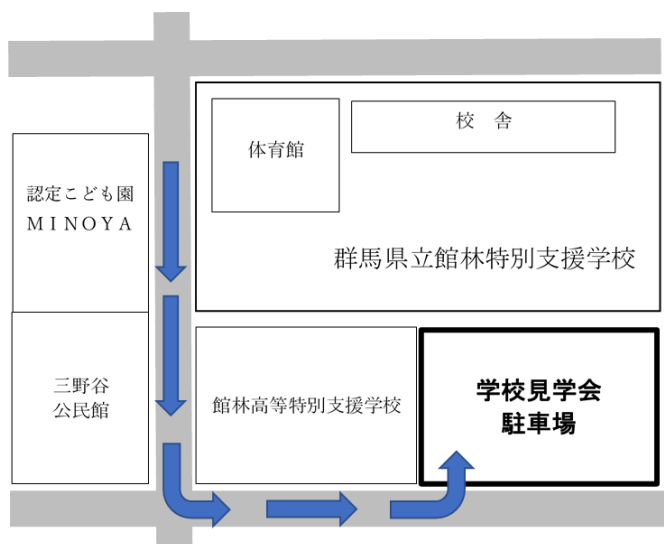 体育館
校　舎
認定こども園
ＭＩＮＯＹＡ
群馬県立館林特別支援学校
三野谷
公民館
館林高等特別支援学校
学校見学会
駐車場